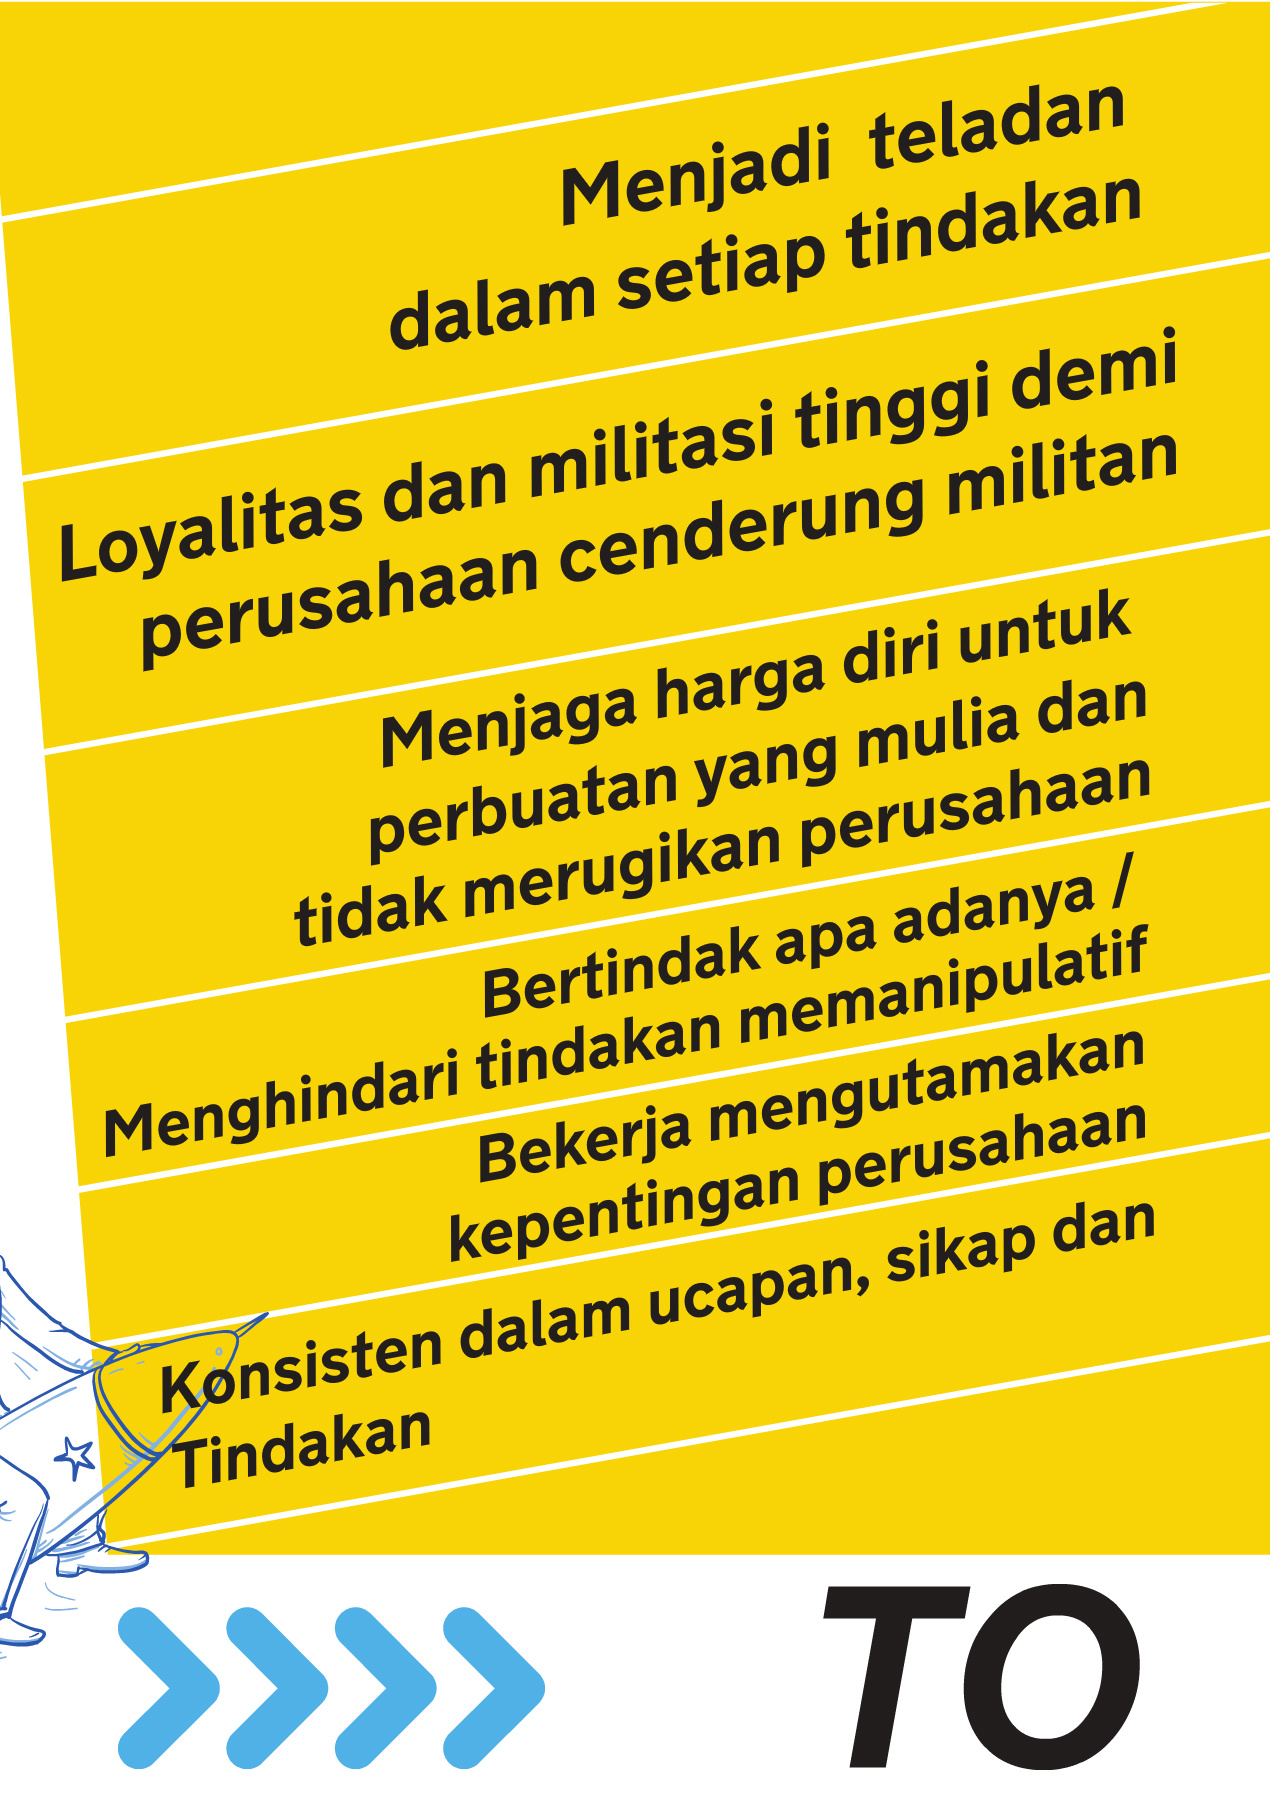 Menjadi teladan
dalam setiap tindakan
Loyalitas dan militasi tinggi demi
perusahaan cenderung militan
Menjaga harga diri untuk
perbuatan yang mulia dan
tidak merugikan perusahaan
Bertindak apa adanya /
Menghindari tindakan memanipulatif
Bekerja mengutamakan
kepentingan perusahaan
Konsisten dalam ucapan, sikap dan
Tindakan
TO